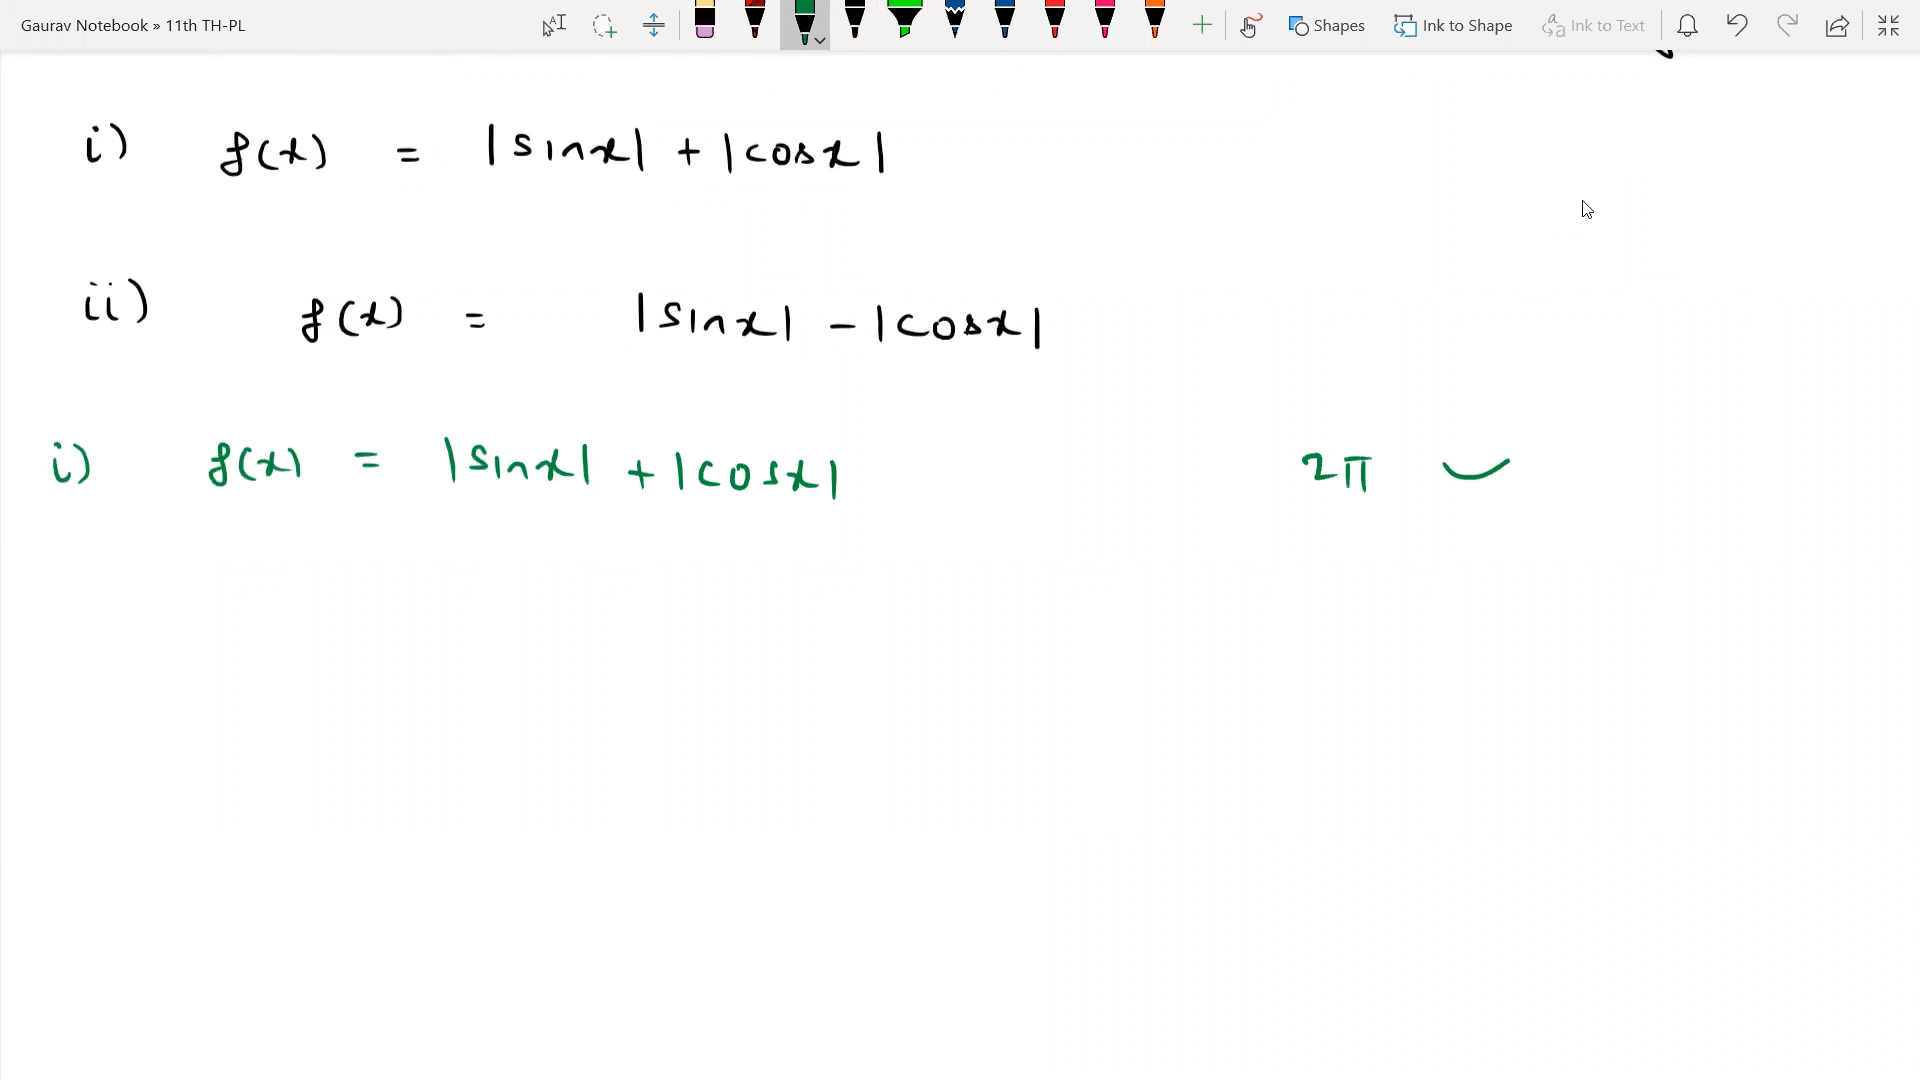 Gaurav Notebook » 11th TH-PL Shapes Ink to Shape Ink to Text
i) f(x) = |sinx| + |cosx|
ii) f(x) = |sinx| - |cosx|
i) f(x) = |sinx| + |cosx| 2π